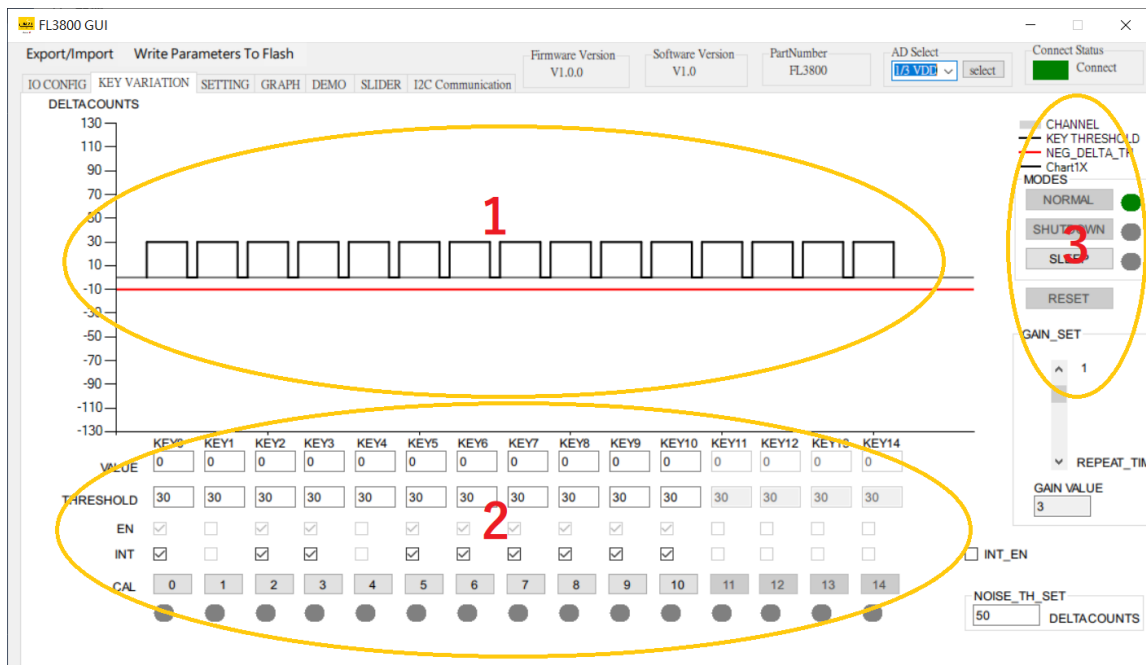 FL3800 GUI
Export/Import Write Parameters To Flash
Firmware Version
V1.0.0
Software Version
V1.0
PartNumber
FL3800
AD Select
1/3 VDD select
Connect Status
Connect
IO CONFIG KEY VARIATION SETTING GRAPH DEMO SLIDER I2C Communication
DELTACOUNTS
130
110
90
70
50
30
10
-10
-30
-50
-70
-90
-110
-130
1
CHANNEL
KEY THRESHOLD
NEG_DELTA_TH
Chart1X
MODES
NORMAL
SHUTDOWN
SLEEP
3
RESET
GAIN_SET
1
REPEAT_TIM
GAIN VALUE
3
KEY0 KEY1 KEY2 KEY3 KEY4 KEY5 KEY6 KEY7 KEY8 KEY9 KEY10 KEY11 KEY12 KEY13 KEY14
VALUE 0 0 0 0 0 0 0 0 0 0 0 0 0 0 0
THRESHOLD 30 30 30 30 30 30 30 30 30 30 30 30 30 30 30
2
EN
INT
CAL 0 1 2 3 4 5 6 7 8 9 10 11 12 13 14
INT_EN
NOISE_TH_SET
50 DELTACOUNTS